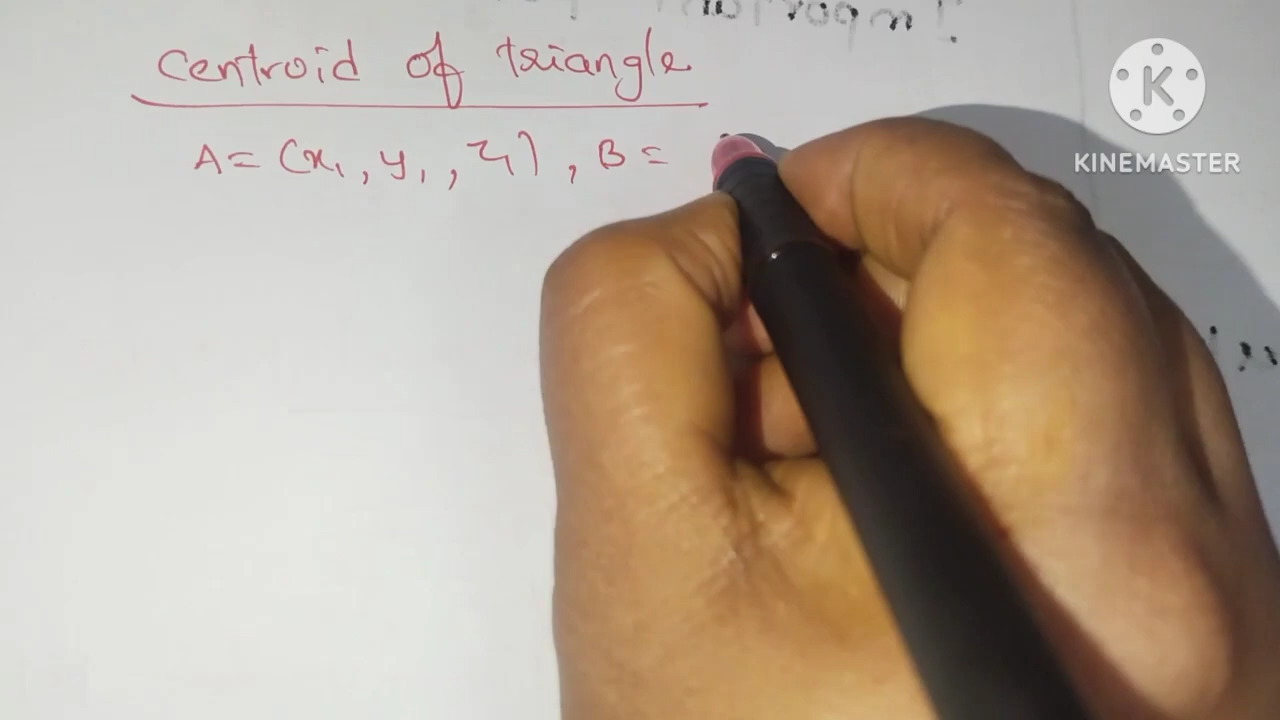 Centroid of triangle
A = (x₁, y₁, z₁), B =
KINEMASTER